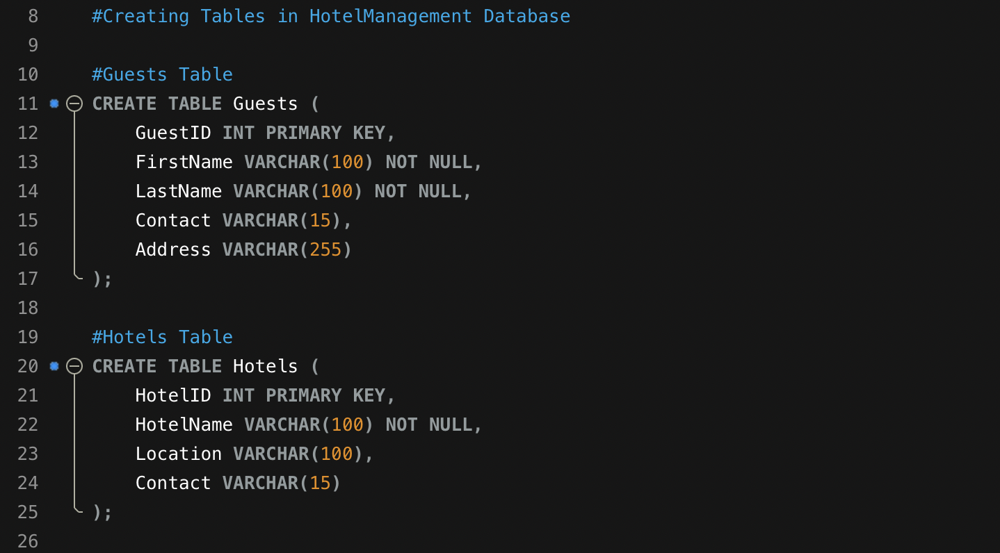 8 #Creating Tables in HotelManagement Database
9
10 #Guests Table
11 CREATE TABLE Guests (
12 GuestID INT PRIMARY KEY,
13 FirstName VARCHAR(100) NOT NULL,
14 LastName VARCHAR(100) NOT NULL,
15 Contact VARCHAR(15),
16 Address VARCHAR(255)
17 );
18
19 #Hotels Table
20 CREATE TABLE Hotels (
21 HotelID INT PRIMARY KEY,
22 HotelName VARCHAR(100) NOT NULL,
23 Location VARCHAR(100),
24 Contact VARCHAR(15)
25 );
26